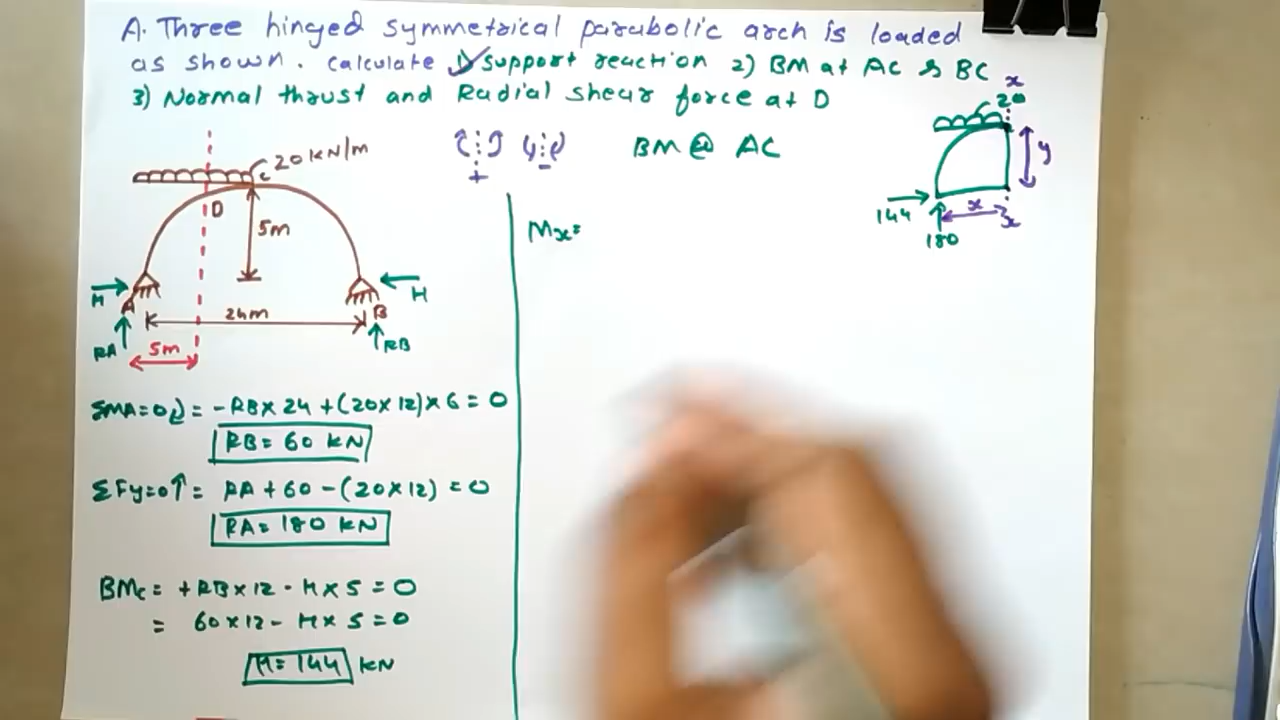 A. Three hinged symmetrical parabolic arch is loaded
as shown. calculate 1) support reaction 2) BM at AC & BC
3) Normal thrust and Radial shear force at D
20 kN/m
C
D
5m
H
H
A
B
24m
RA
RB
5m
ΣMA=0 = -RB×24 +(20×12)×6 = 0
RB = 60 kN
ΣFy=0↑ = RA + 60 - (20×12) = 0
RA = 180 kN
BMc = +RB×12 - H×5 = 0
= 60×12 - H×5 = 0
H = 144 kN
+
-
BM @ AC
Mx=
x
20
y
144
x
x
180